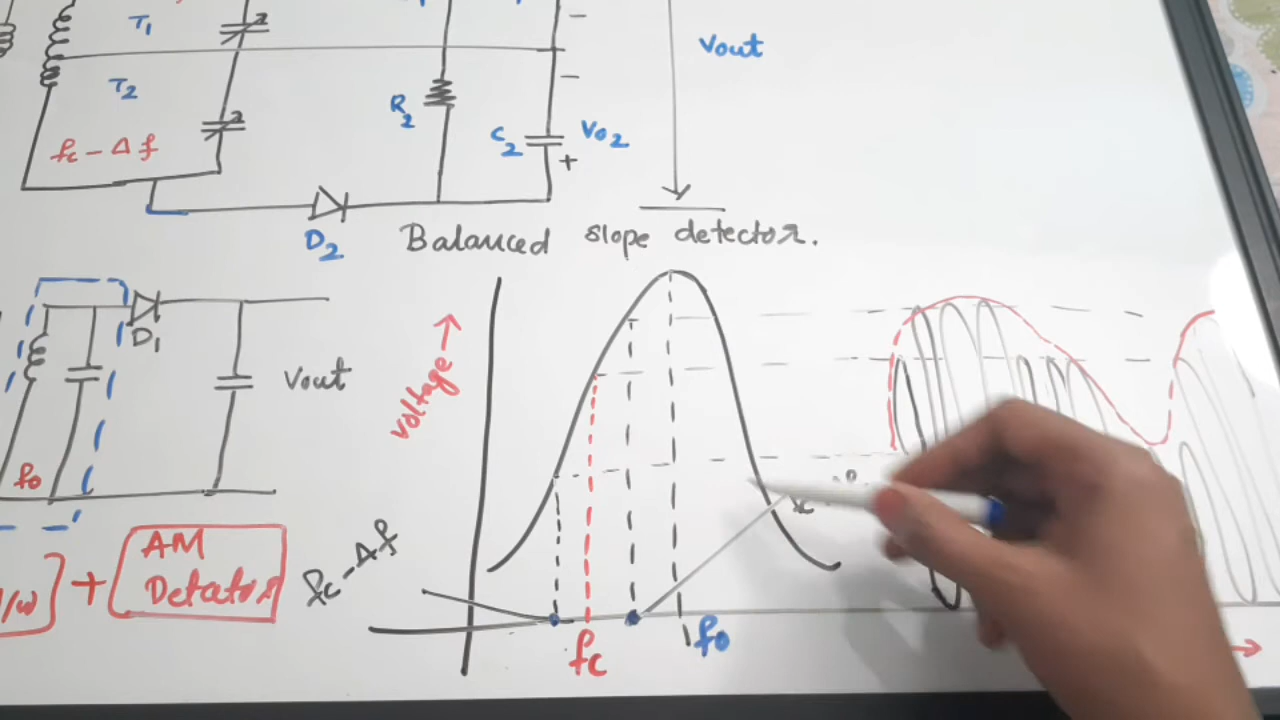 T1
T2
fc - Δf
R2
C2
Vo2
Vout
D2
Balanced slope detector.
D1
Vout
fo
voltage →
AM
Detector
fc - Δf
fc
fo